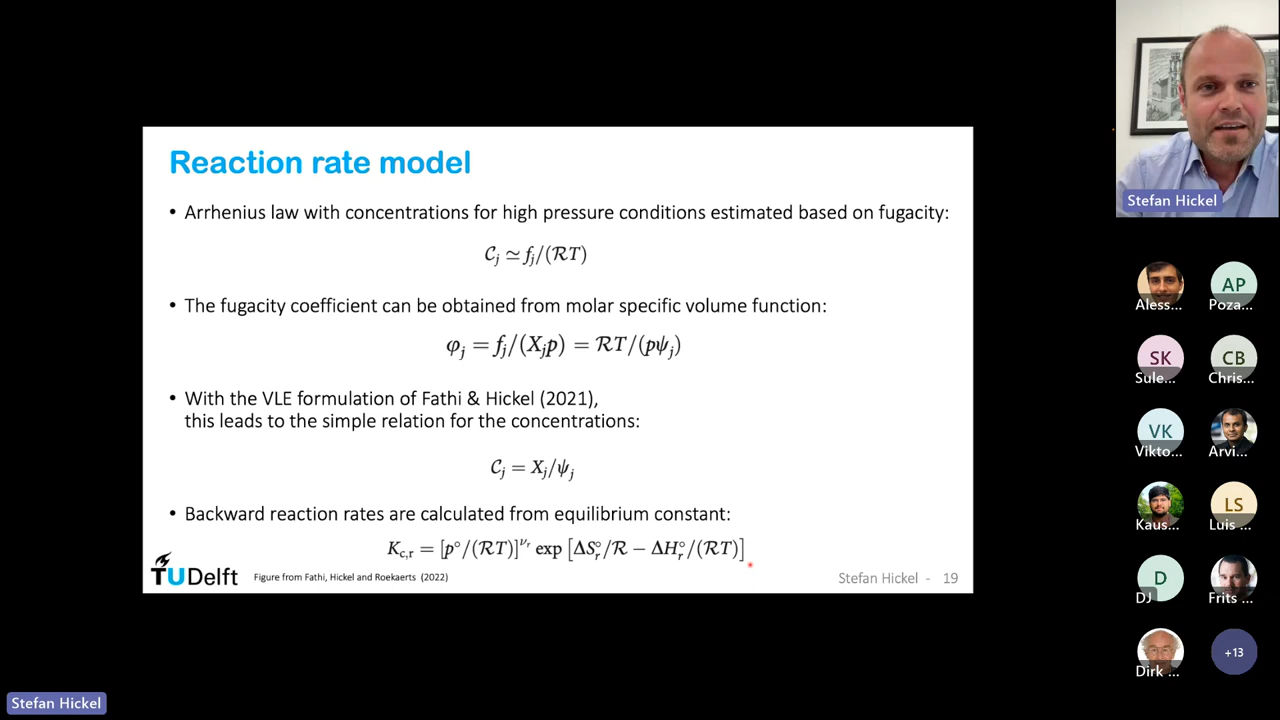 Reaction rate model
• Arrhenius law with concentrations for high pressure conditions estimated based on fugacity:
𝒞ⱼ ≃ fⱼ/(ℛT)
• The fugacity coefficient can be obtained from molar specific volume function:
φⱼ = fⱼ/(Xⱼp) = ℛT/(pψⱼ)
• With the VLE formulation of Fathi & Hickel (2021),
this leads to the simple relation for the concentrations:
𝒞ⱼ = Xⱼ/ψⱼ
• Backward reaction rates are calculated from equilibrium constant:
K_{c,r} = [p°/(ℛT)]^{ν_r} exp [ΔS_r°/ℛ − ΔH_r°/(ℛT)]
TUDelft
Figure from Fathi, Hickel and Roekaerts (2022)
Stefan Hickel - 19
Stefan Hickel
Aless...
AP
Poza...
SK
Sule...
CB
Chris...
VK
Vikto...
Arvi...
Kaus...
LS
Luis ...
D
DJ
Frits ...
Dirk ...
+13
Stefan Hickel